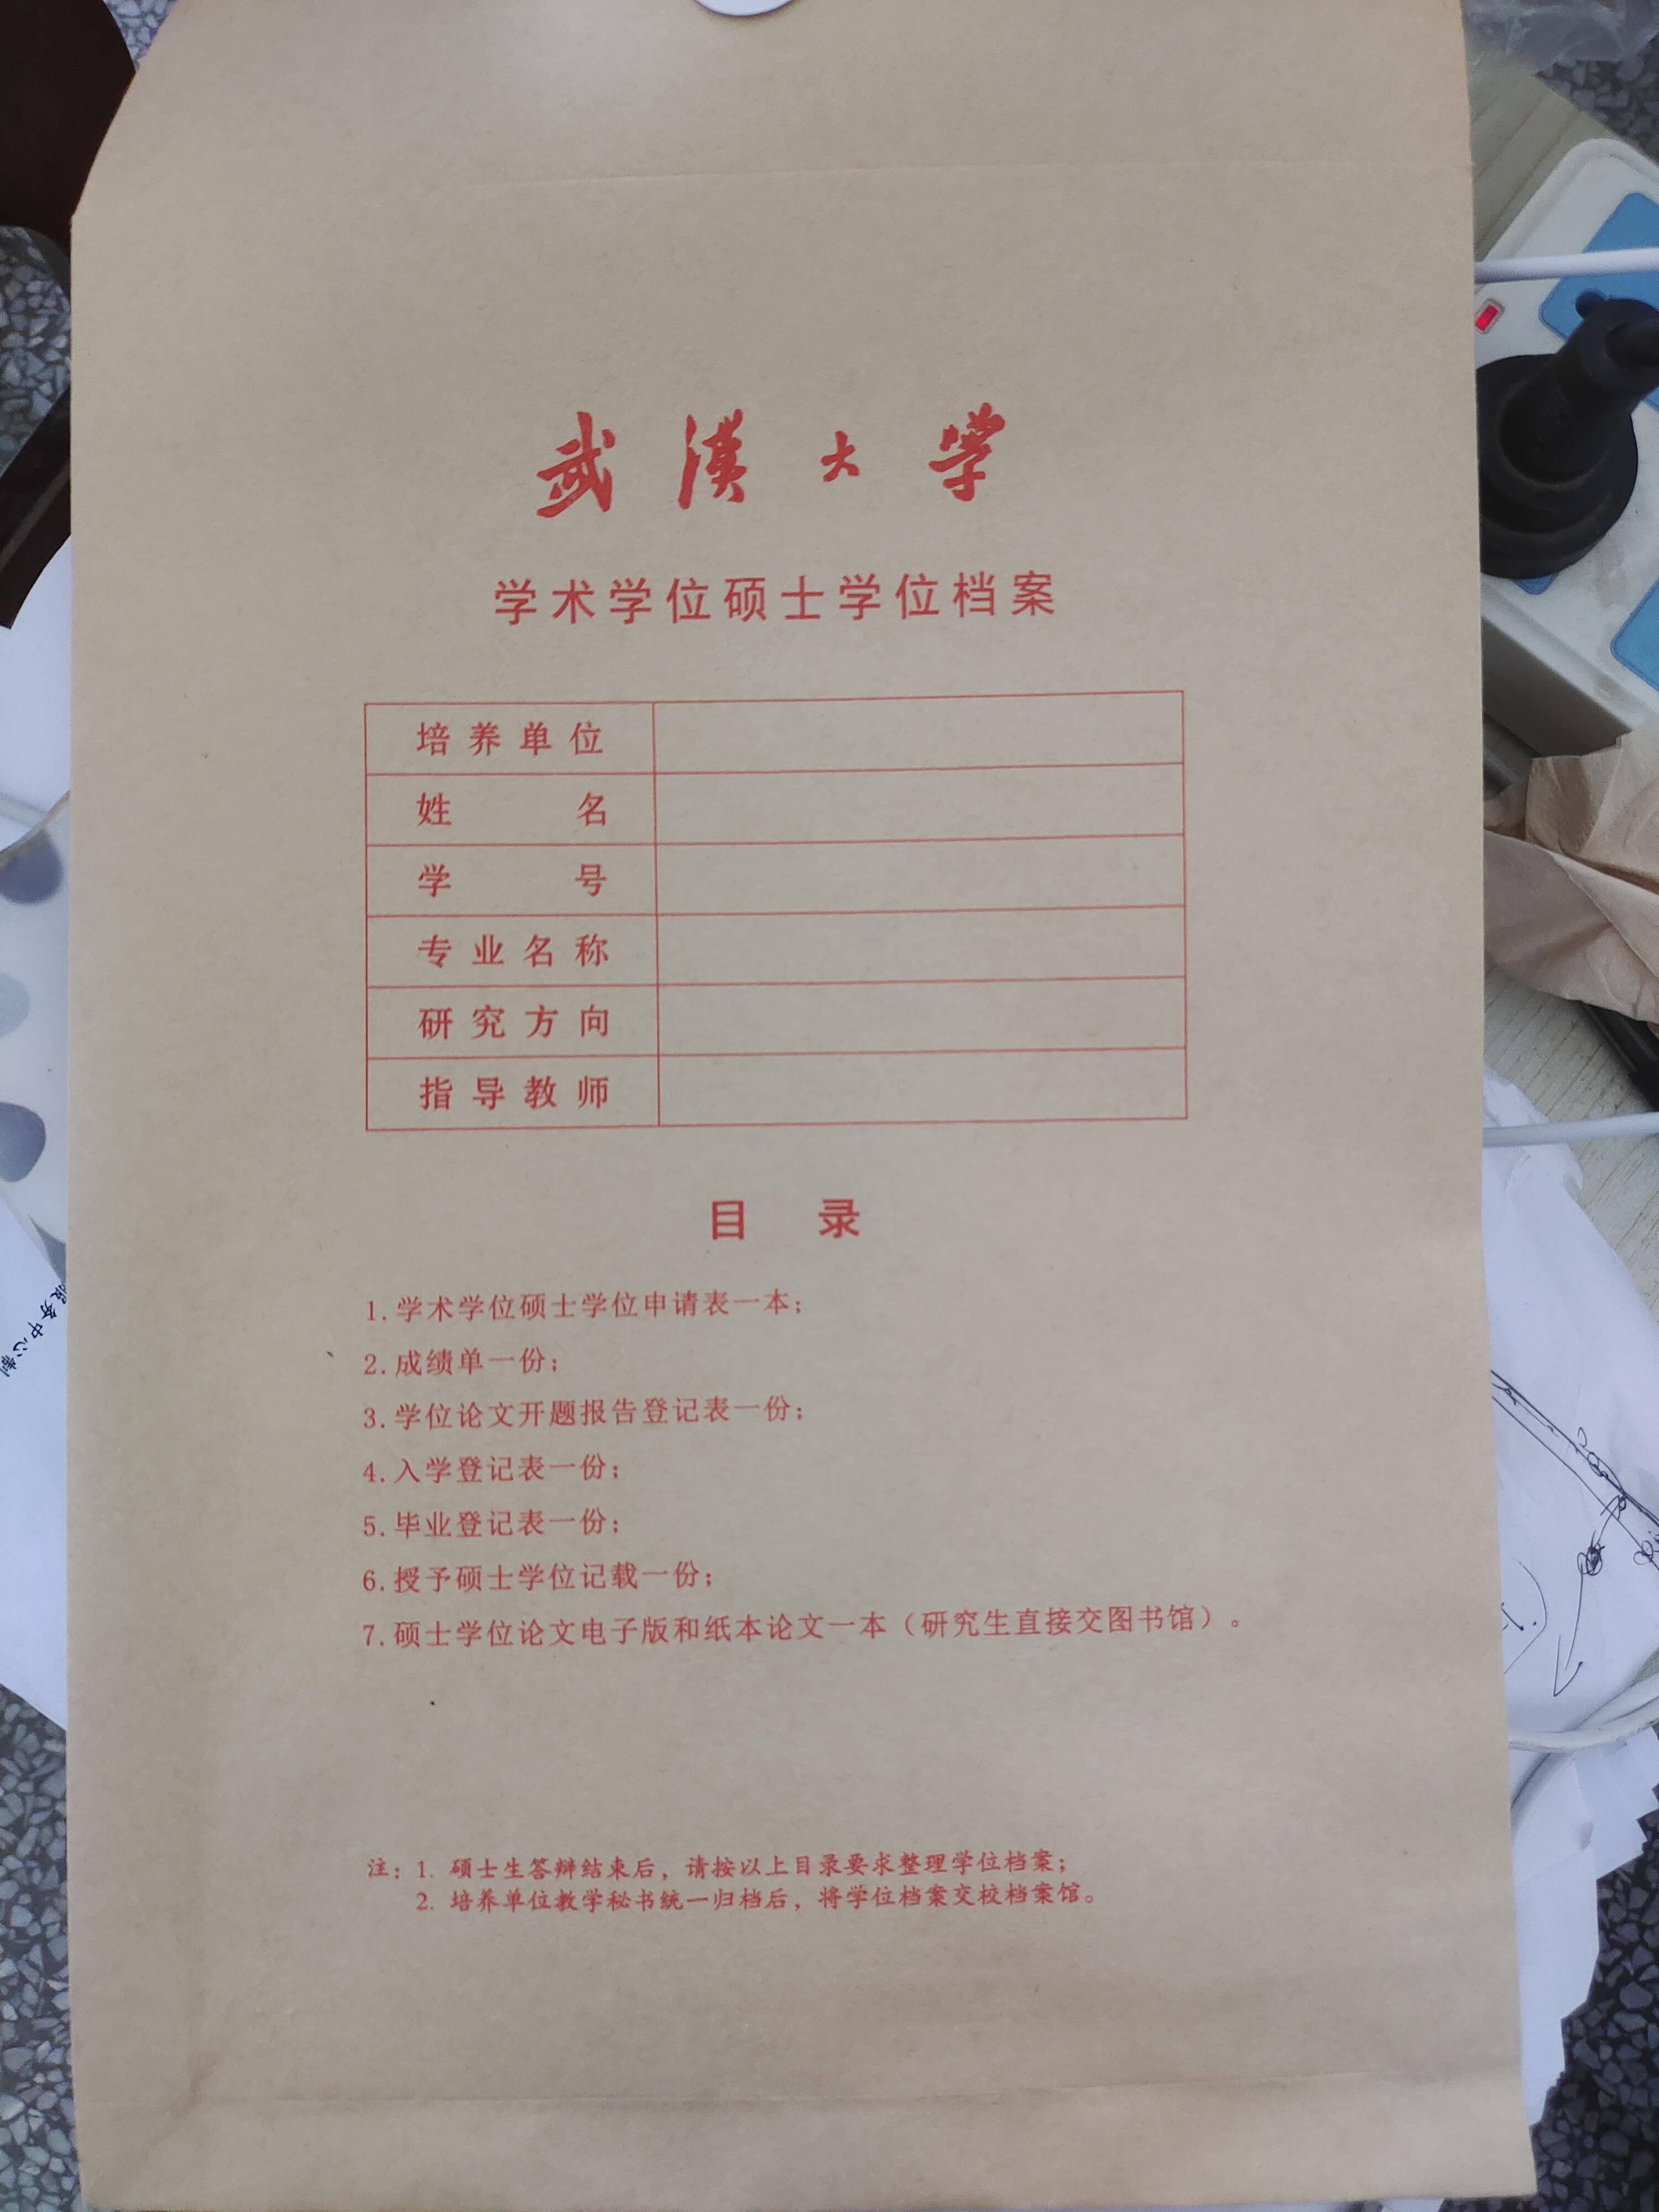 武漢大学
学术学位硕士学位档案
培养单位
姓名
学号
专业名称
研究方向
指导教师
目录
1.学术学位硕士学位申请表一本；
2.成绩单一份；
3.学位论文开题报告登记表一份；
4.入学登记表一份；
5.毕业登记表一份；
6.授予硕士学位记载一份；
7.硕士学位论文电子版和纸本论文一本（研究生直接交图书馆）。
注：1. 硕士生答辩结束后，请按以上目录要求整理学位档案；
2. 培养单位教学秘书统一归档后，将学位档案交校档案馆。
服务中心制